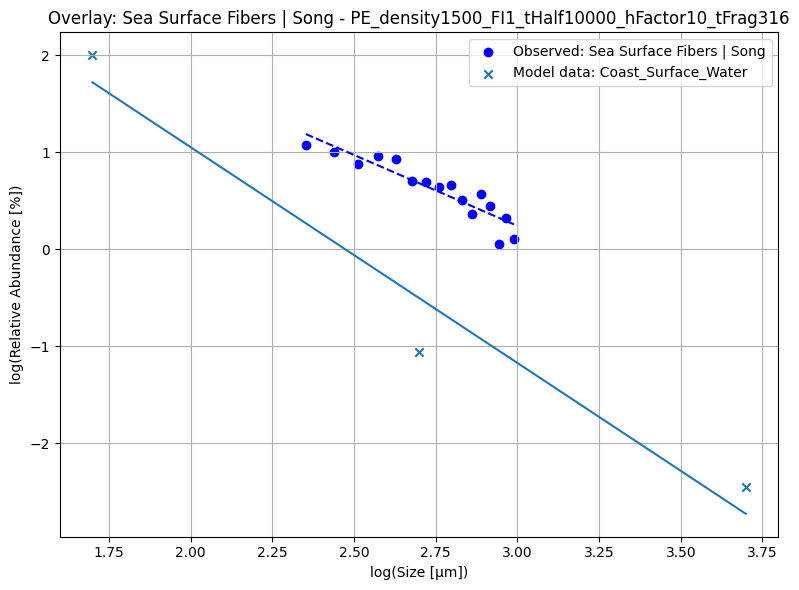 Overlay: Sea Surface Fibers | Song - PE_density1500_FI1_tHalf10000_hFactor10_tFrag316
Observed: Sea Surface Fibers | Song
Model data: Coast_Surface_Water
log(Relative Abundance [%])
2
1
0
−1
−2
1.75 2.00 2.25 2.50 2.75 3.00 3.25 3.50 3.75
log(Size [µm])